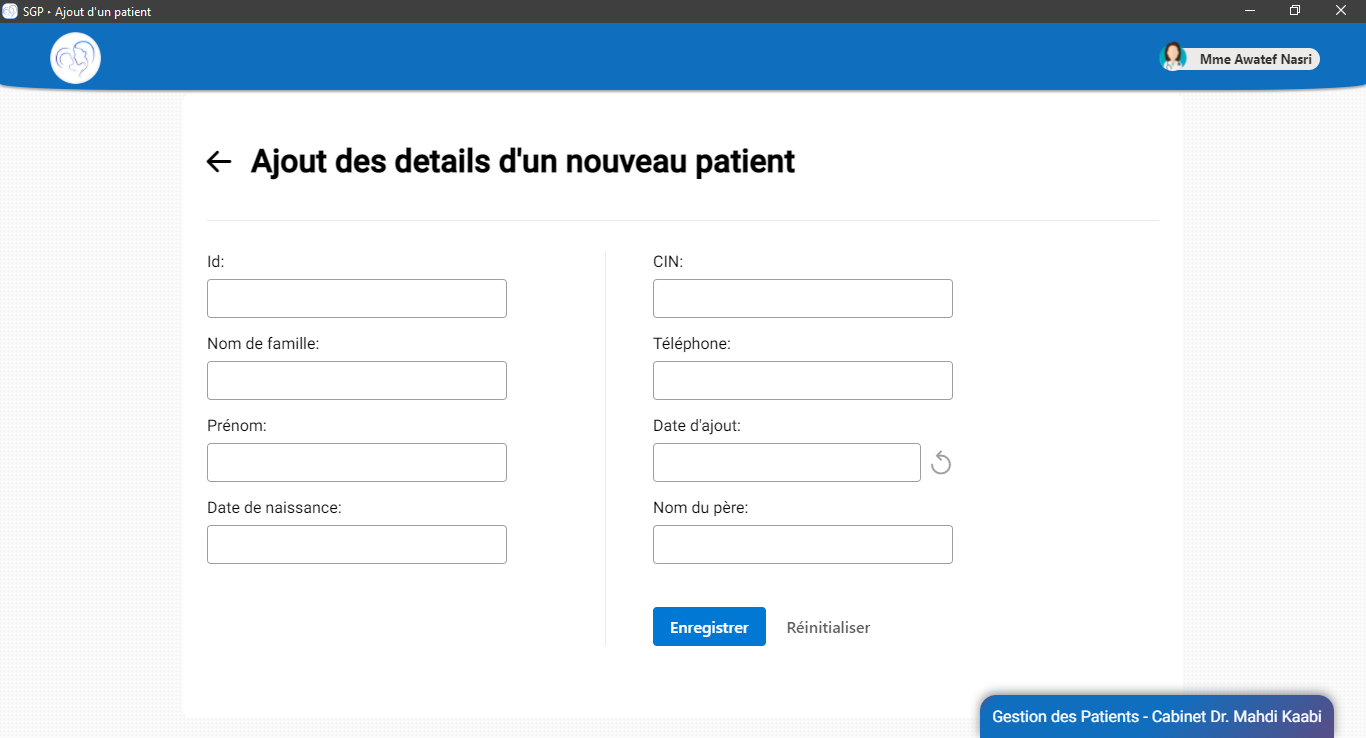 SGP • Ajout d'un patient
Mme Awatef Nasri
Ajout des details d'un nouveau patient
Id:
CIN:
Nom de famille:
Téléphone:
Prénom:
Date d'ajout:
Date de naissance:
Nom du père:
Enregistrer Réinitialiser
Gestion des Patients - Cabinet Dr. Mahdi Kaabi